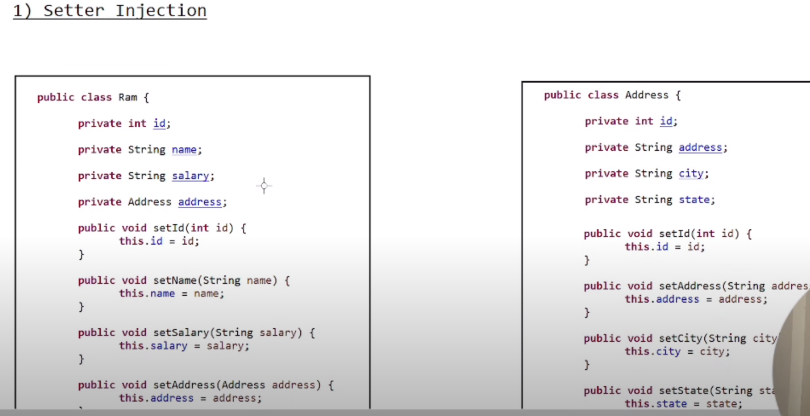 1) Setter Injection
public class Ram {
private int id;
private String name;
private String salary;
private Address address;
public void setId(int id) {
this.id = id;
}
public void setName(String name) {
this.name = name;
}
public void setSalary(String salary) {
this.salary = salary;
}
public void setAddress(Address address) {
this.address = address;
public class Address {
private int id;
private String address;
private String city;
private String state;
public void setId(int id) {
this.id = id;
}
public void setAddress(String addres
this.address = address;
}
public void setCity(String city
this.city = city;
}
public void setState(String sta
this.state = state;